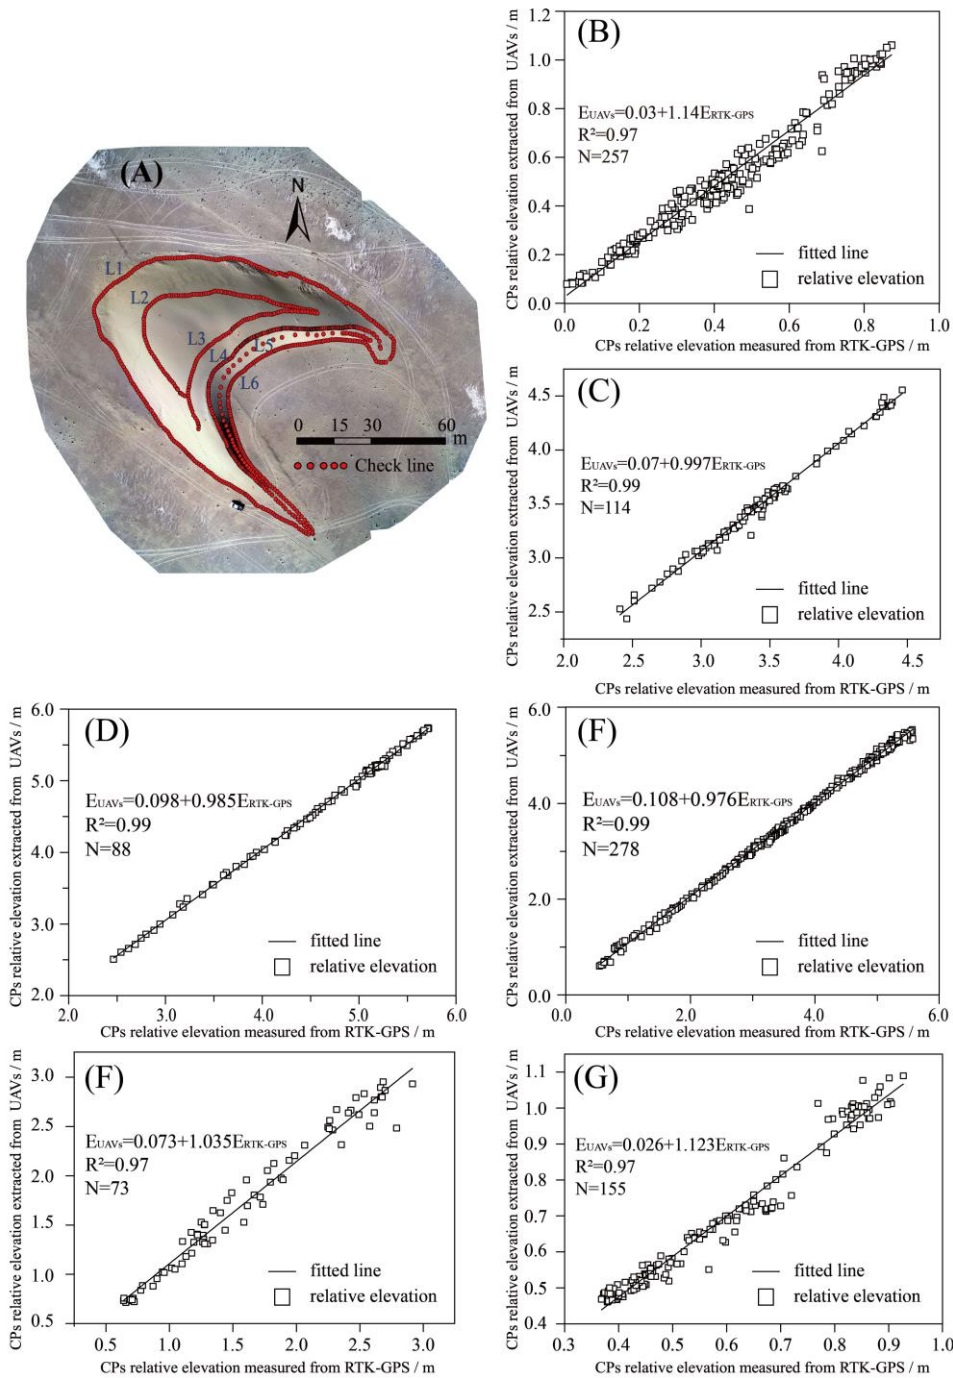 (A)
N
L1
L2
L3
L4
L5
L6
0 15 30 60
m
Check line
(B)
CPs relative elevation extracted from UAVs / m
1.2
1.0
0.8
0.6
0.4
0.2
0.0
EUAVs=0.03+1.14ERTK-GPS
R²=0.97
N=257
fitted line
relative elevation
0.0 0.2 0.4 0.6 0.8 1.0
CPs relative elevation measured from RTK-GPS / m
(C)
CPs relative elevation extracted from UAVs / m
4.5
4.0
3.5
3.0
2.5
EUAVs=0.07+0.997ERTK-GPS
R²=0.99
N=114
fitted line
relative elevation
2.0 2.5 3.0 3.5 4.0 4.5
CPs relative elevation measured from RTK-GPS / m
(D)
CPs relative elevation extracted from UAVs / m
6.0
5.0
4.0
3.0
2.0
EUAVs=0.098+0.985ERTK-GPS
R²=0.99
N=88
fitted line
relative elevation
2.0 3.0 4.0 5.0 6.0
CPs relative elevation measured from RTK-GPS / m
(F)
CPs relative elevation extracted from UAVs / m
6.0
4.0
2.0
0.0
EUAVs=0.108+0.976ERTK-GPS
R²=0.99
N=278
fitted line
relative elevation
0.0 2.0 4.0 6.0
CPs relative elevation measured from RTK-GPS / m
(F)
CPs relative elevation extracted from UAVs / m
3.0
2.5
2.0
1.5
1.0
0.5
EUAVs=0.073+1.035ERTK-GPS
R²=0.97
N=73
fitted line
relative elevation
0.5 1.0 1.5 2.0 2.5 3.0
CPs relative elevation measured from RTK-GPS / m
(G)
CPs relative elevation extracted from UAVs / m
1.1
1.0
0.9
0.8
0.7
0.6
0.5
0.4
EUAVs=0.026+1.123ERTK-GPS
R²=0.97
N=155
fitted line
relative elevation
0.3 0.4 0.5 0.6 0.7 0.8 0.9 1.0
CPs relative elevation measured from RTK-GPS / m